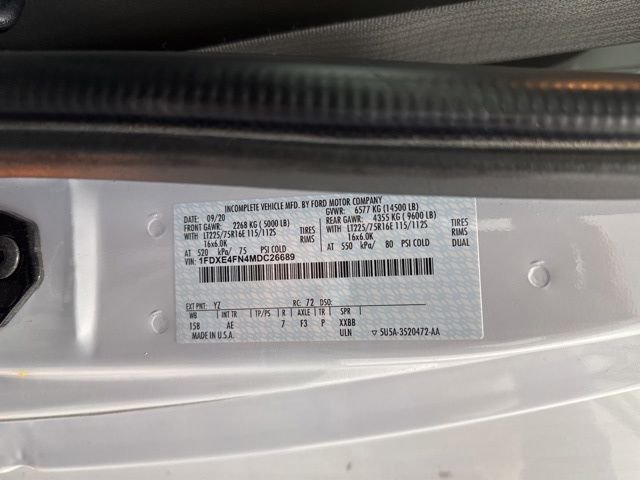 INCOMPLETE VEHICLE MFD. BY FORD MOTOR COMPANY
DATE: 09/20 GVWR: 6577 KG (14500 LB)
FRONT GAWR: 2268 KG ( 5000 LB) REAR GAWR: 4355 KG ( 9600 LB)
WITH LT225/75R16E 115/112S TIRES WITH LT225/75R16E 115/112S TIRES
16x6.0K RIMS 16x6.0K RIMS
AT 520 kPa/ 75 PSI COLD AT 550 kPa/ 80 PSI COLD
1FDXE4FN4MDC26689
EXT PNT: YZ RC: 72 DSO:
WB INT TR TP/PS R AXLE TR SPR
158 AE 7 F3 P XXBB
MADE IN U.S.A. ULN 5U5A-3520472-AA